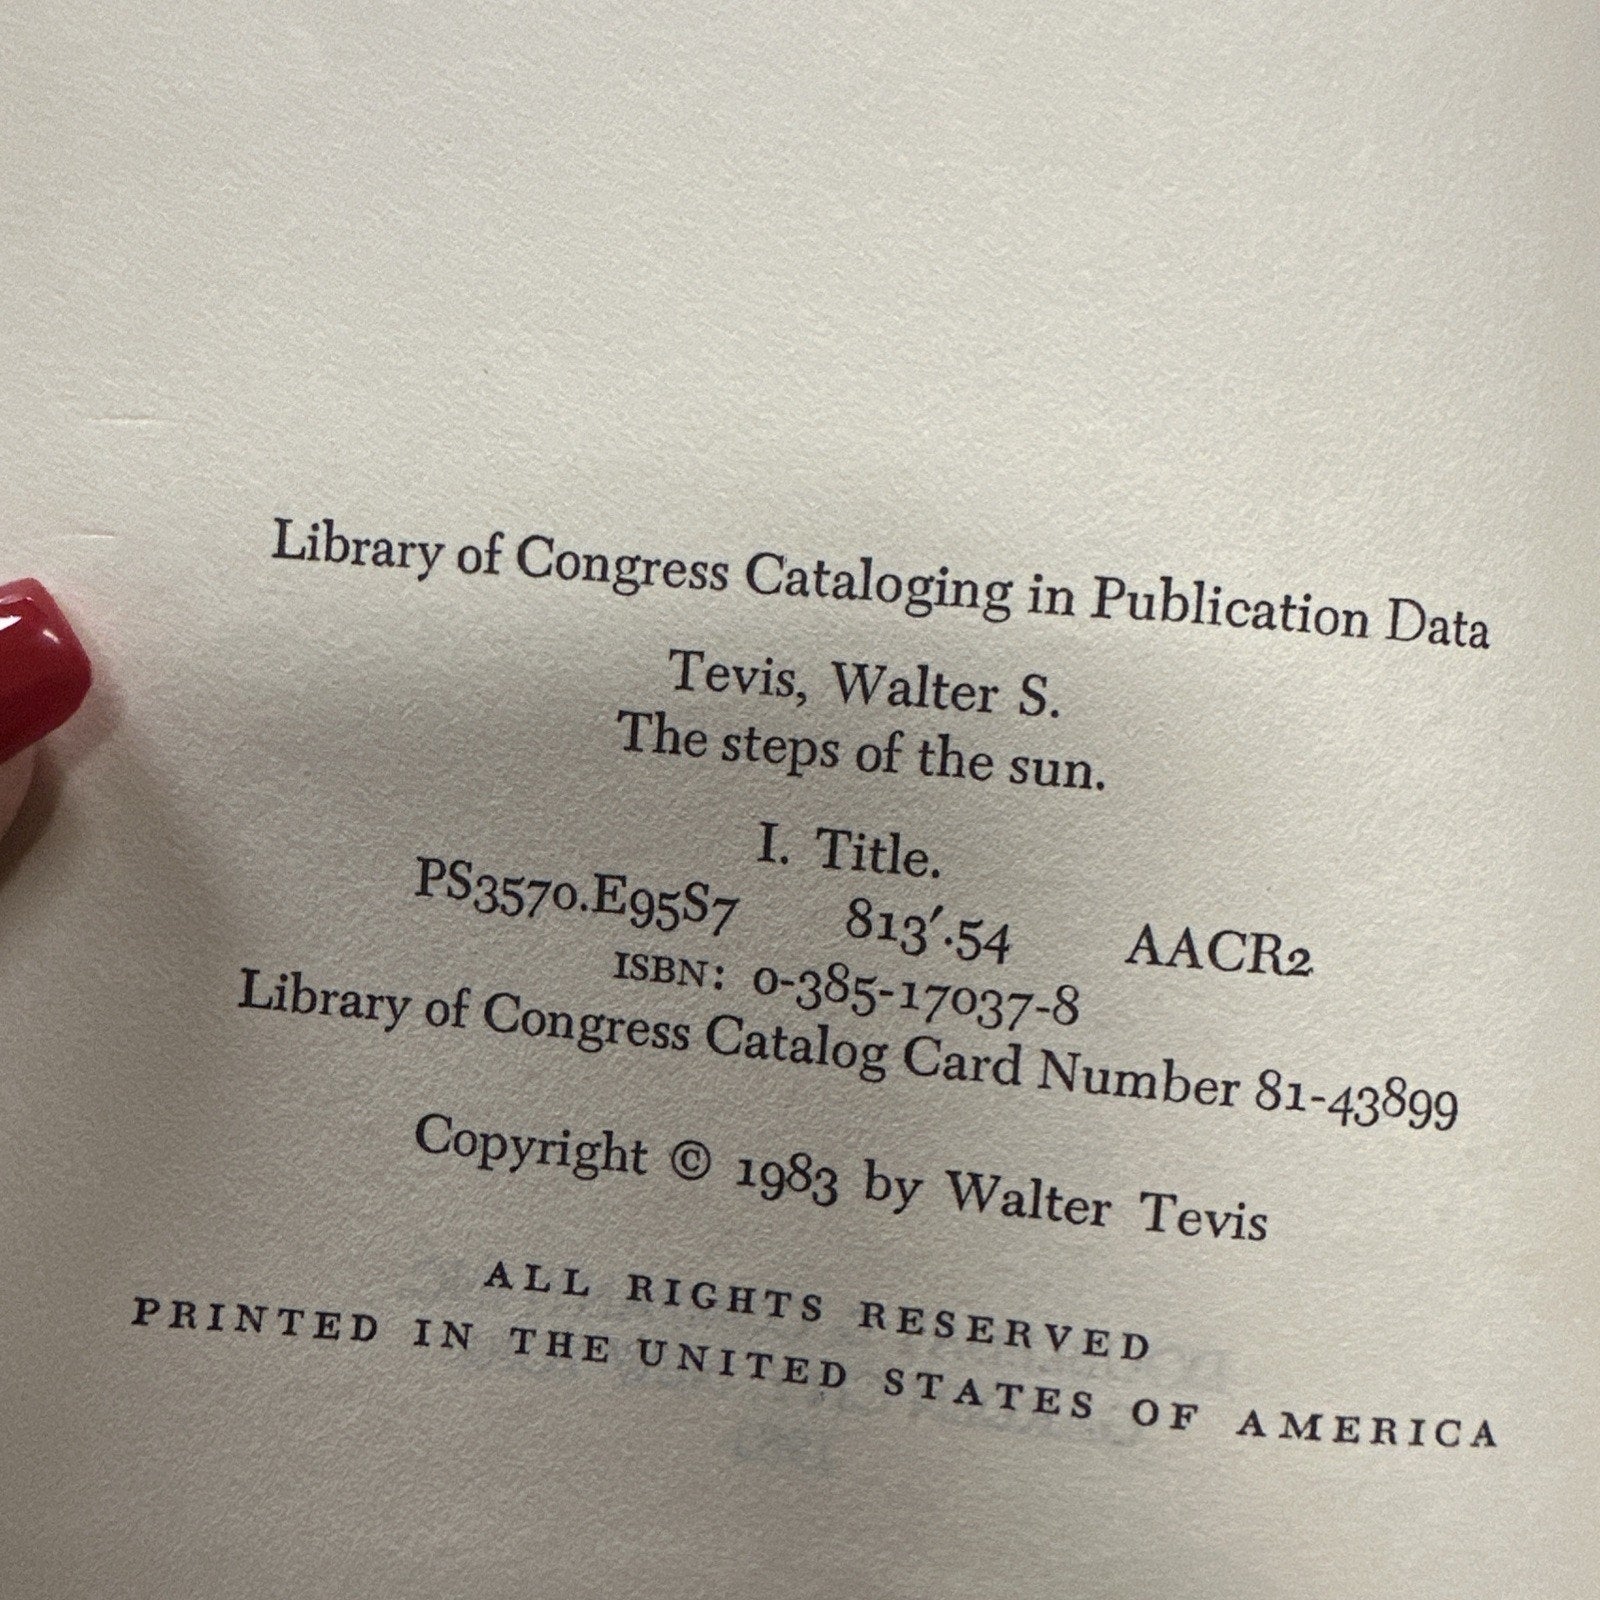 Library of Congress Cataloging in Publication Data
Tevis, Walter S.
The steps of the sun.
I. Title.
PS3570.E95S7 813′.54 AACR2
ISBN: 0-385-17037-8
Library of Congress Catalog Card Number 81-43899
Copyright © 1983 by Walter Tevis
ALL RIGHTS RESERVED
PRINTED IN THE UNITED STATES OF AMERICA